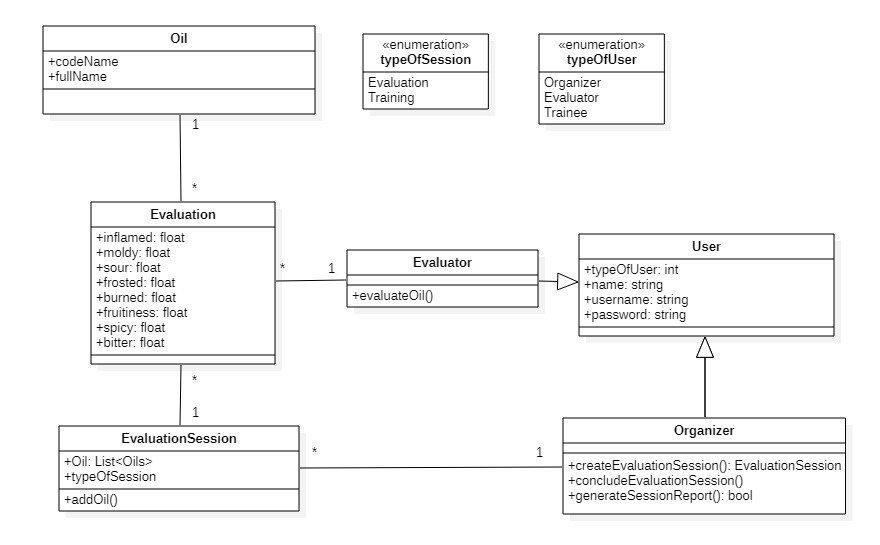 Oil
+codeName
+fullName
«enumeration»
typeOfSession
Evaluation
Training
«enumeration»
typeOfUser
Organizer
Evaluator
Trainee
1
*
Evaluation
+inflamed: float
+moldy: float
+sour: float
+frosted: float
+burned: float
+fruitiness: float
+spicy: float
+bitter: float
*
1
Evaluator
+evaluateOil()
User
+typeOfUser: int
+name: string
+username: string
+password: string
*
1
EvaluationSession
+Oil: List<Oils>
+typeOfSession
+addOil()
*
1
Organizer
+createEvaluationSession(): EvaluationSession
+concludeEvaluationSession()
+generateSessionReport(): bool